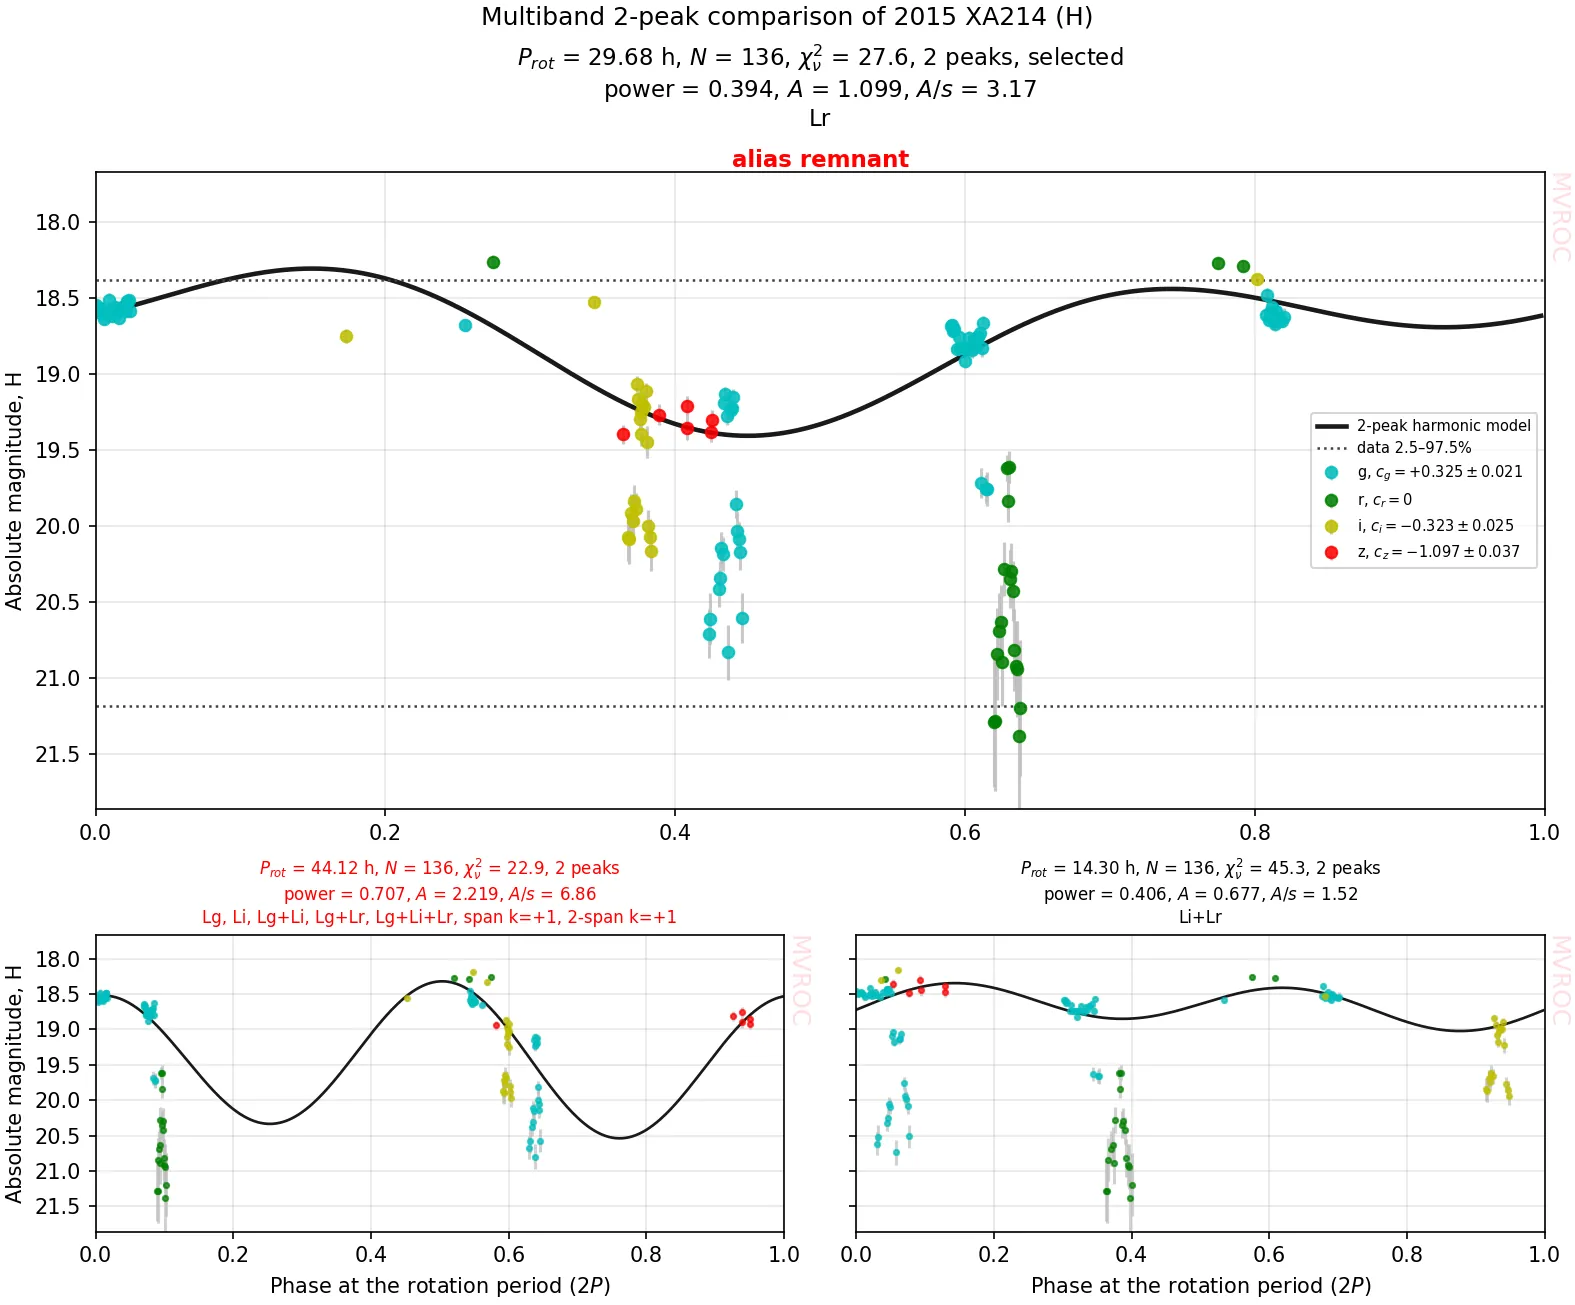 Multiband 2-peak comparison of 2015 XA214 (H)
P_rot = 29.68 h, N = 136, χ²_ν = 27.6, 2 peaks, selected
power = 0.394, A = 1.099, A/s = 3.17
Lr
alias remnant
MVROC
Absolute magnitude, H
18.0
18.5
19.0
19.5
20.0
20.5
21.0
21.5
2-peak harmonic model
data 2.5–97.5%
g, c_g = +0.325 ± 0.021
r, c_r = 0
i, c_i = −0.323 ± 0.025
z, c_z = −1.097 ± 0.037
0.0 0.2 0.4 0.6 0.8 1.0
P_rot = 44.12 h, N = 136, χ²_ν = 22.9, 2 peaks
power = 0.707, A = 2.219, A/s = 6.86
Lg, Li, Lg+Li, Lg+Lr, Lg+Li+Lr, span k=+1, 2-span k=+1
MVROC
Absolute magnitude, H
18.0
18.5
19.0
19.5
20.0
20.5
21.0
21.5
0.0 0.2 0.4 0.6 0.8 1.0
Phase at the rotation period (2P)
P_rot = 14.30 h, N = 136, χ²_ν = 45.3, 2 peaks
power = 0.406, A = 0.677, A/s = 1.52
Li+Lr
MVROC
0.0 0.2 0.4 0.6 0.8 1.0
Phase at the rotation period (2P)